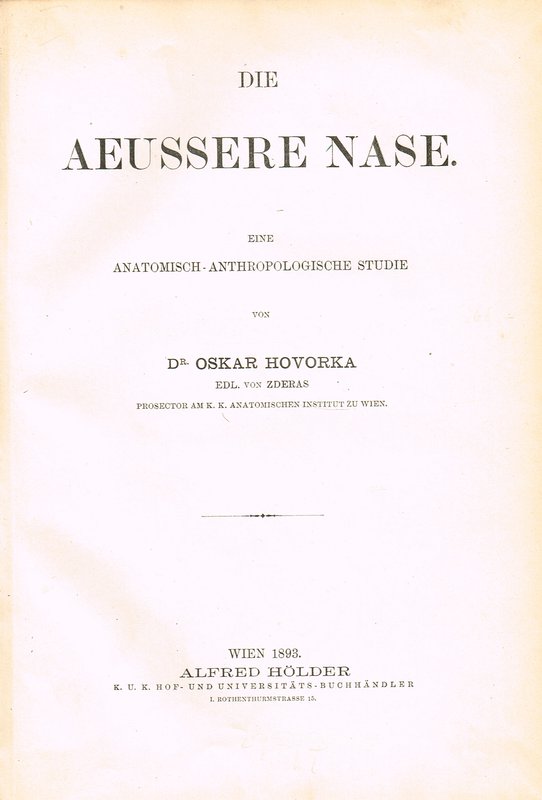 DIE
AEUSSERE NASE.
EINE
ANATOMISCH-ANTHROPOLOGISCHE STUDIE
VON
DR. OSKAR HOVORKA
EDL. VON ZDERAS
PROSECTOR AM K. K. ANATOMISCHEN INSTITUT ZU WIEN.
WIEN 1893.
ALFRED HÖLDER
K. U. K. HOF- UND UNIVERSITÄTS-BUCHHÄNDLER
I. ROTHENTHURMSTRASSE 15.